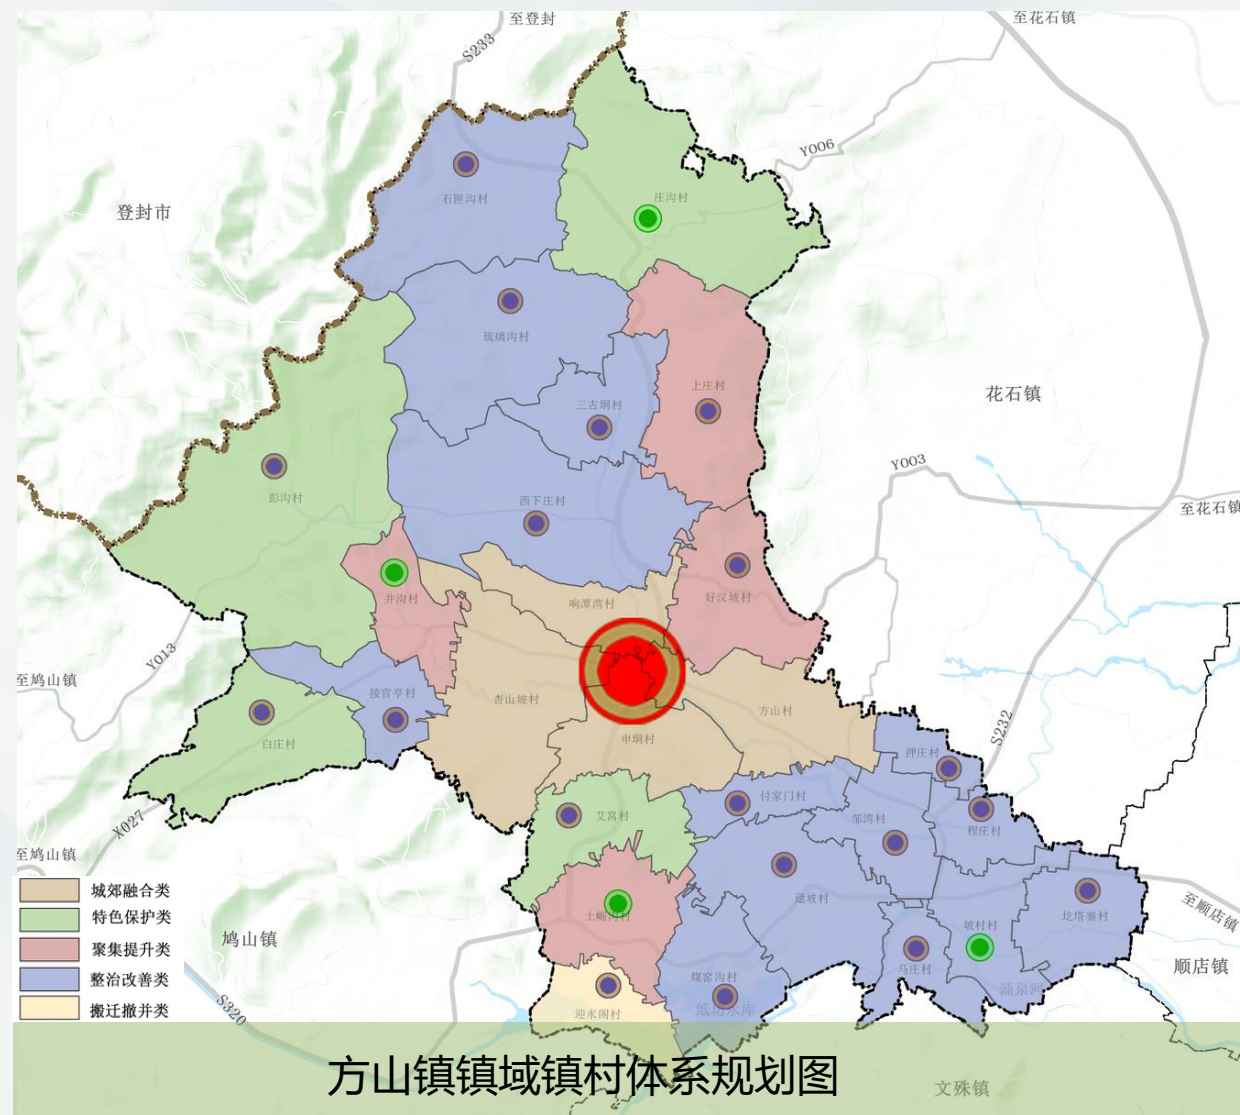 至登封
至花石镇
S233
Y006
石匣沟村
庄沟村
登封市
琉璃沟村
上庄村
花石镇
三古垌村
Y003
彭沟村
西下庄村
至花石镇
井沟村
响潭湾村
好汉坡村
Y013
至鸠山镇
接官亭村
杏山坡村
方山村
S232
白庄村
申垌村
押庄村
X027
艾窝村
付家门村
邹湾村
程庄村
至鸠山镇
城郊融合类
特色保护类
聚集提升类
整治改善类
搬迁撤并类
逯坡村
圪塔寨村
至顺店镇
鸠山镇
坡村村
马庄村
顺店镇
煤窑沟村
涌泉河
纸坊水库
迎水阁村
S320
方山镇镇域镇村体系规划图
文殊镇